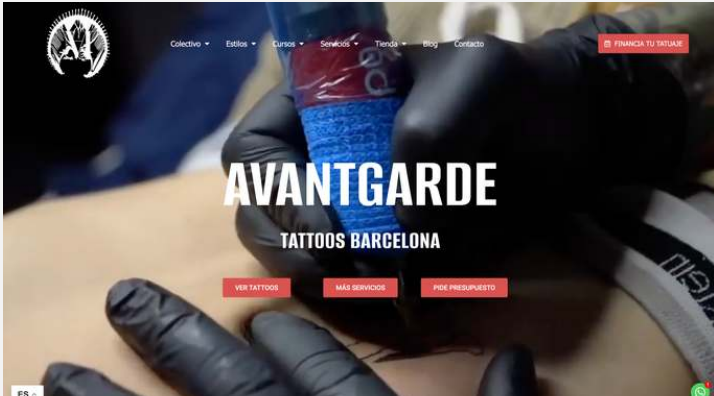 Colectivo Estilos Cursos Servicios Tienda Blog Contacto FINANCIA TU TATUAJE
AVANTGARDE
TATTOOS BARCELONA
VER TATTOOS MÁS SERVICIOS PIDE PRESUPUESTO
ES